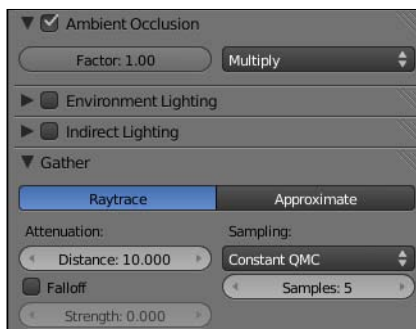 Ambient Occlusion
Factor: 1.00 Multiply
Environment Lighting
Indirect Lighting
Gather
Raytrace Approximate
Attenuation: Sampling:
Distance: 10.000 Constant QMC
Falloff Samples: 5
Strength: 0.000